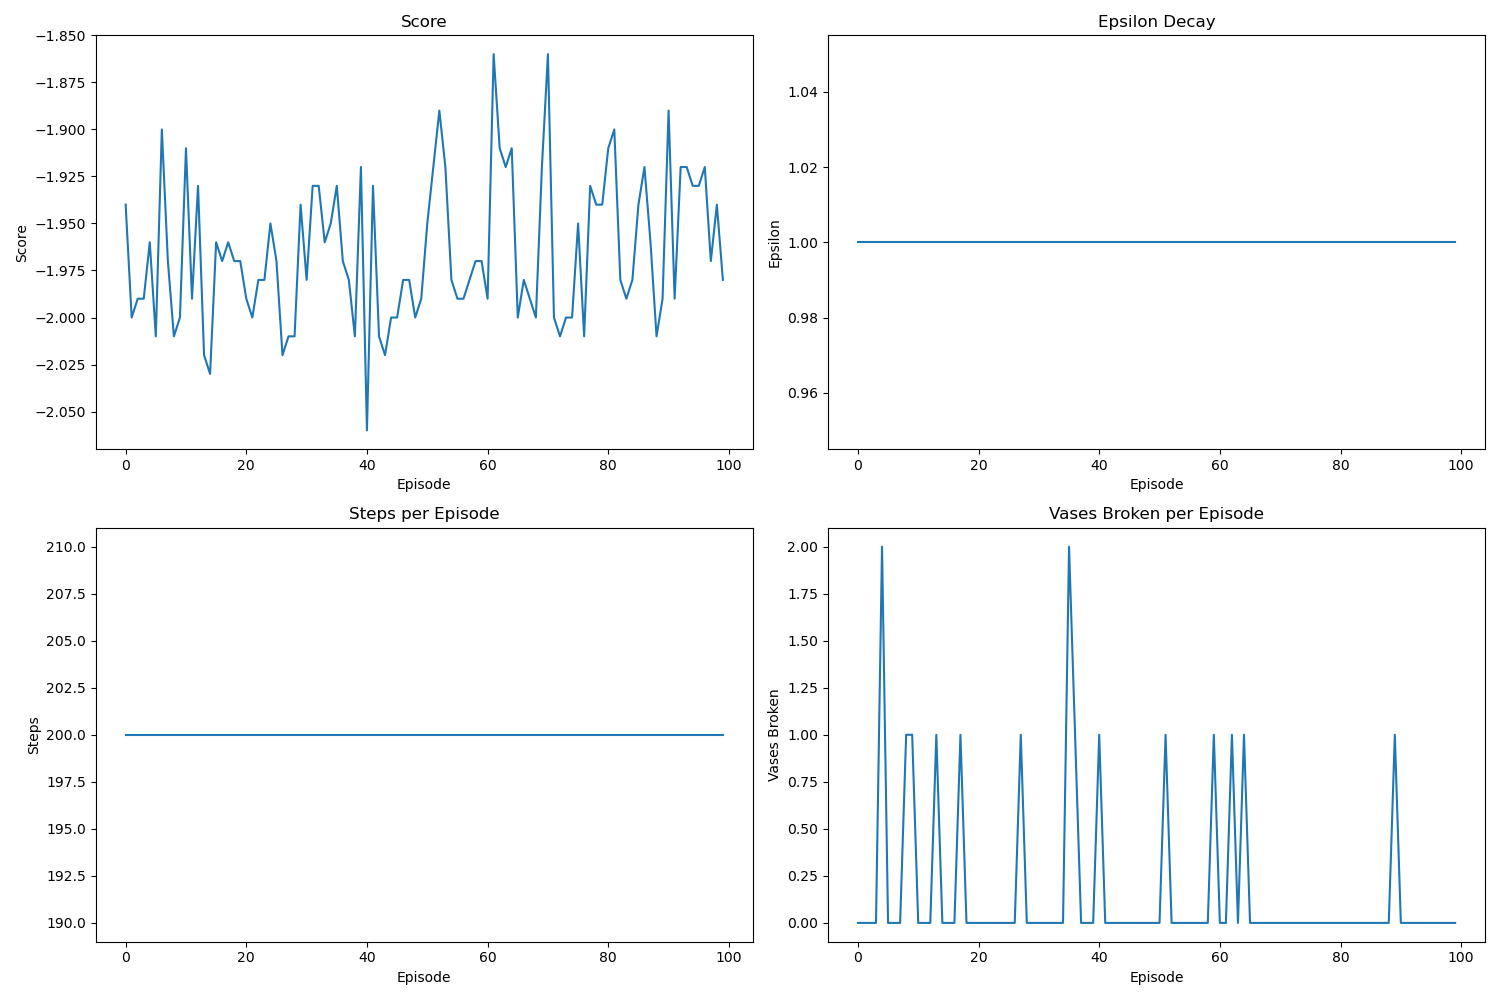 Score
−1.850
−1.875
−1.900
−1.925
−1.950
−1.975
−2.000
−2.025
−2.050
Score
0 20 40 60 80 100
Episode
Epsilon Decay
1.04
1.02
1.00
0.98
0.96
Epsilon
0 20 40 60 80 100
Episode
Steps per Episode
210.0
207.5
205.0
202.5
200.0
197.5
195.0
192.5
190.0
Steps
0 20 40 60 80 100
Episode
Vases Broken per Episode
2.00
1.75
1.50
1.25
1.00
0.75
0.50
0.25
0.00
Vases Broken
0 20 40 60 80 100
Episode